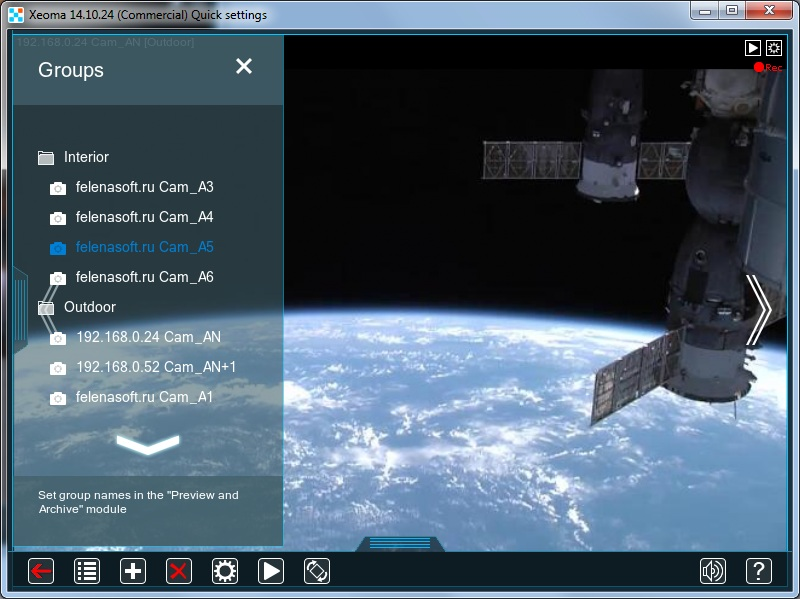 Xeoma 14.10.24 (Commercial) Quick settings
192.168.0.24 Cam_AN [Outdoor]
Groups
Rec
Interior
felenasoft.ru Cam_A3
felenasoft.ru Cam_A4
felenasoft.ru Cam_A5
felenasoft.ru Cam_A6
Outdoor
192.168.0.24 Cam_AN
192.168.0.52 Cam_AN+1
felenasoft.ru Cam_A1
Set group names in the "Preview and
Archive" module
?